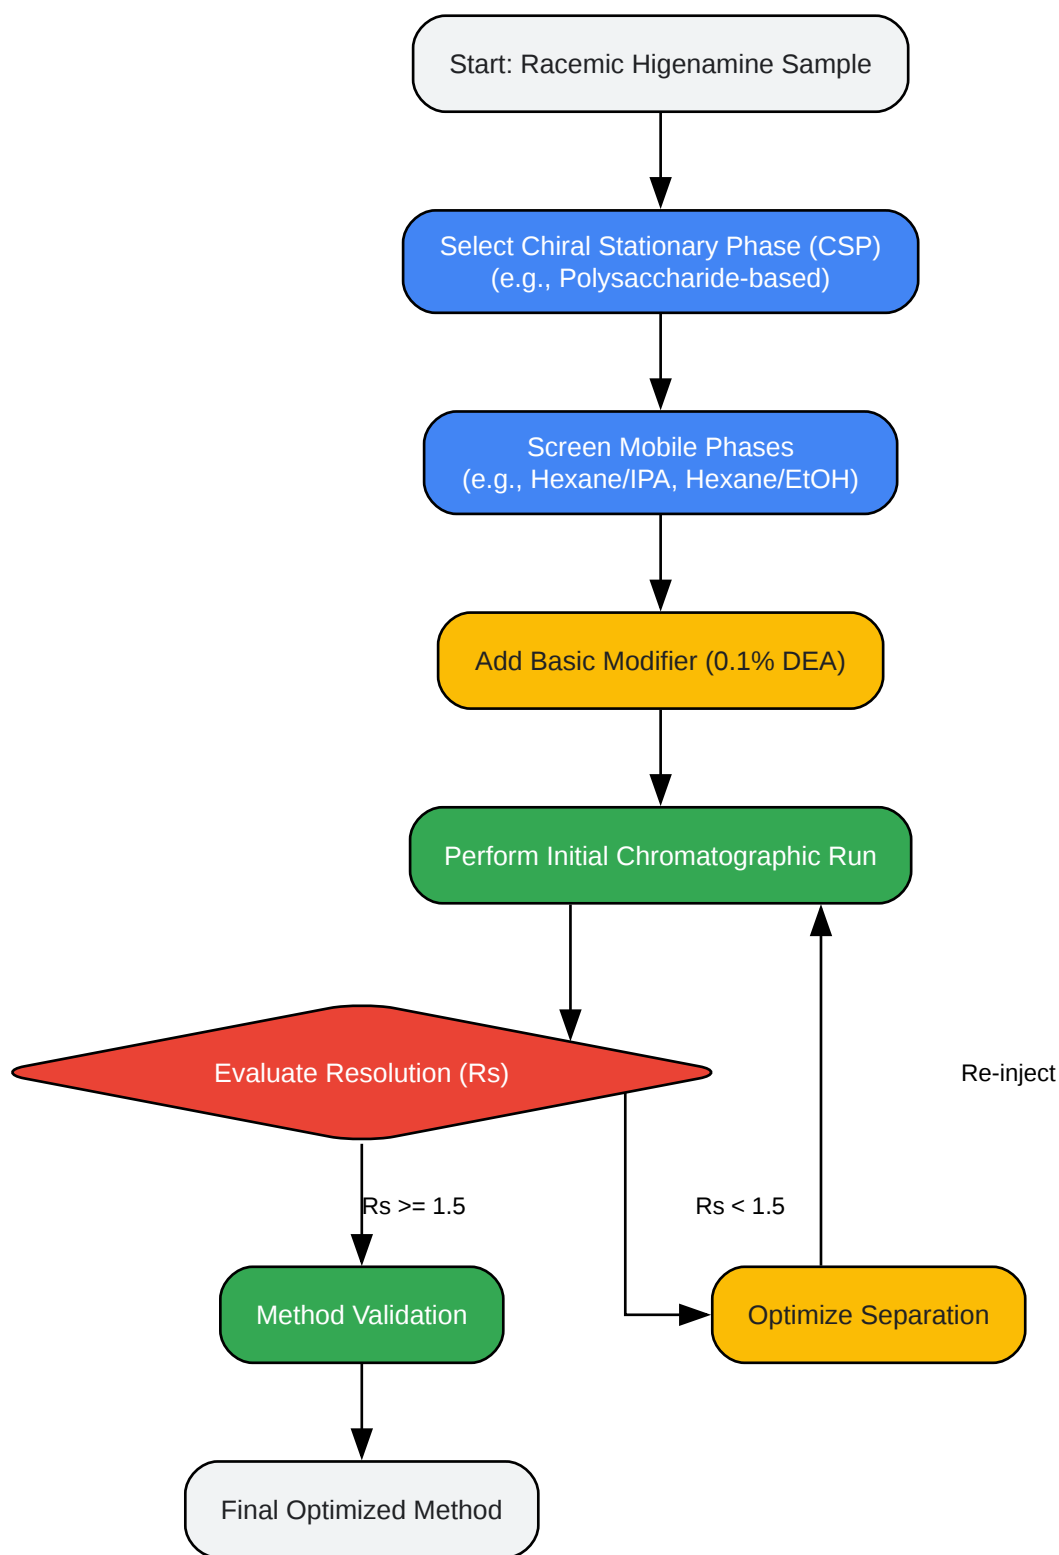 Start: Racemic Higenamine Sample
Select Chiral Stationary Phase (CSP)
(e.g., Polysaccharide-based)
Screen Mobile Phases
(e.g., Hexane/IPA, Hexane/EtOH)
Add Basic Modifier (0.1% DEA)
Perform Initial Chromatographic Run
Evaluate Resolution (Rs)
Re-inject
Rs >= 1.5
Rs < 1.5
Method Validation
Optimize Separation
Final Optimized Method